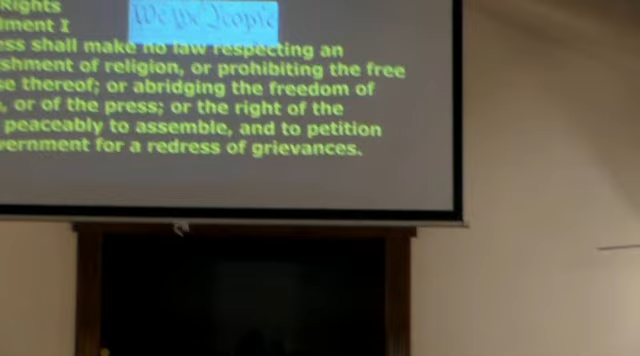 Rights
We the People
dment I
ess shall make no law respecting an
shment of religion, or prohibiting the free
se thereof; or abridging the freedom of
, or of the press; or the right of the
peaceably to assemble, and to petition
vernment for a redress of grievances.